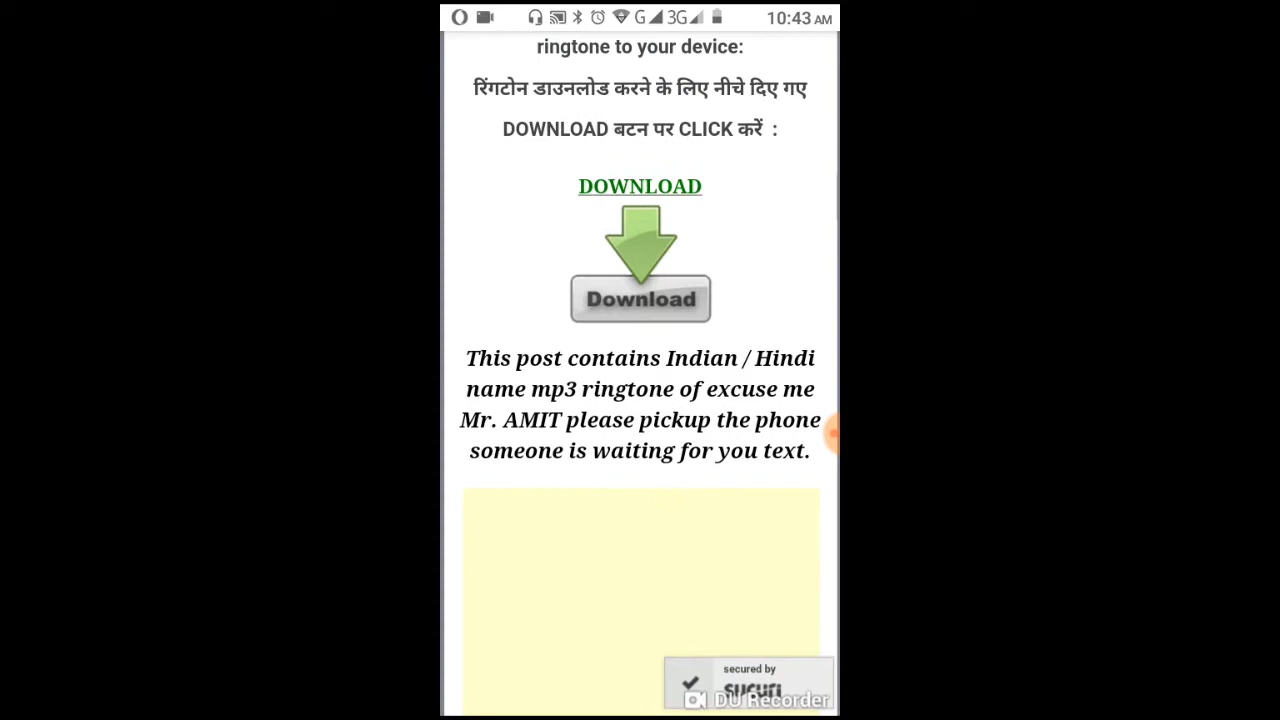 G 3G 10:43 AM
ringtone to your device:
रिंगटोन डाउनलोड करने के लिए नीचे दिए गए
DOWNLOAD बटन पर CLICK करें :
DOWNLOAD
Download
This post contains Indian / Hindi
name mp3 ringtone of excuse me
Mr. AMIT please pickup the phone
someone is waiting for you text.
secured by
sucuri
DU Recorder